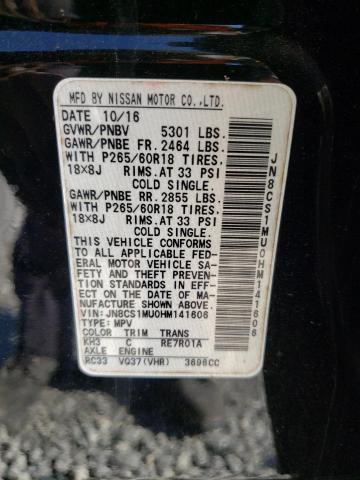 MFD BY NISSAN MOTOR CO.,LTD.
DATE 10/16
GVWR/PNBV 5301 LBS.
GAWR/PNBE FR. 2464 LBS.
WITH P265/60R18 TIRES,
18X8J RIMS.AT 33 PSI
COLD SINGLE.
GAWR/PNBE RR. 2855 LBS.
WITH P265/60R18 TIRES,
18X8J RIMS.AT 33 PSI
COLD SINGLE.
THIS VEHICLE CONFORMS
TO ALL APPLICABLE FED-
ERAL MOTOR VEHICLE SA-
FETY AND THEFT PREVEN-
TION STANDARDS IN EFF-
ECT ON THE DATE OF MA-
NUFACTURE SHOWN ABOVE.
VIN:JN8CS1MU0HM141606
TYPE:MPV
COLOR TRIM TRANS
KH3 C RE7R01A
AXLE ENGINE
RC33 VQ37(VHR) 3696CC
JN8CS1MU0HM141606